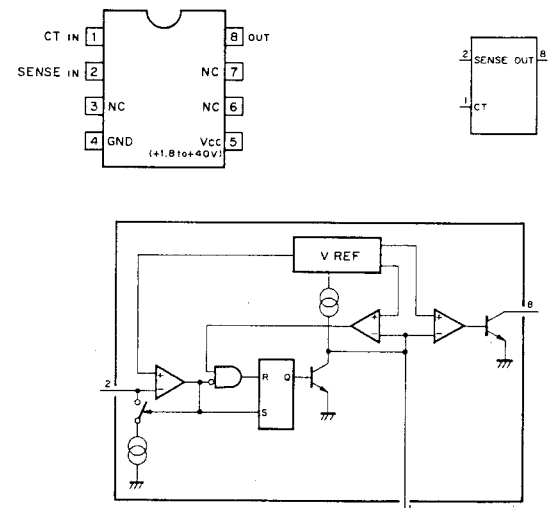 CT IN 1 8 OUT
SENSE IN 2 NC 7
3 NC NC 6
4 GND Vcc 5
(+1.8 to +40V)
2 SENSE OUT 8
1 CT
V REF
+ +
- -
8
+
-
2
R Q
S
1